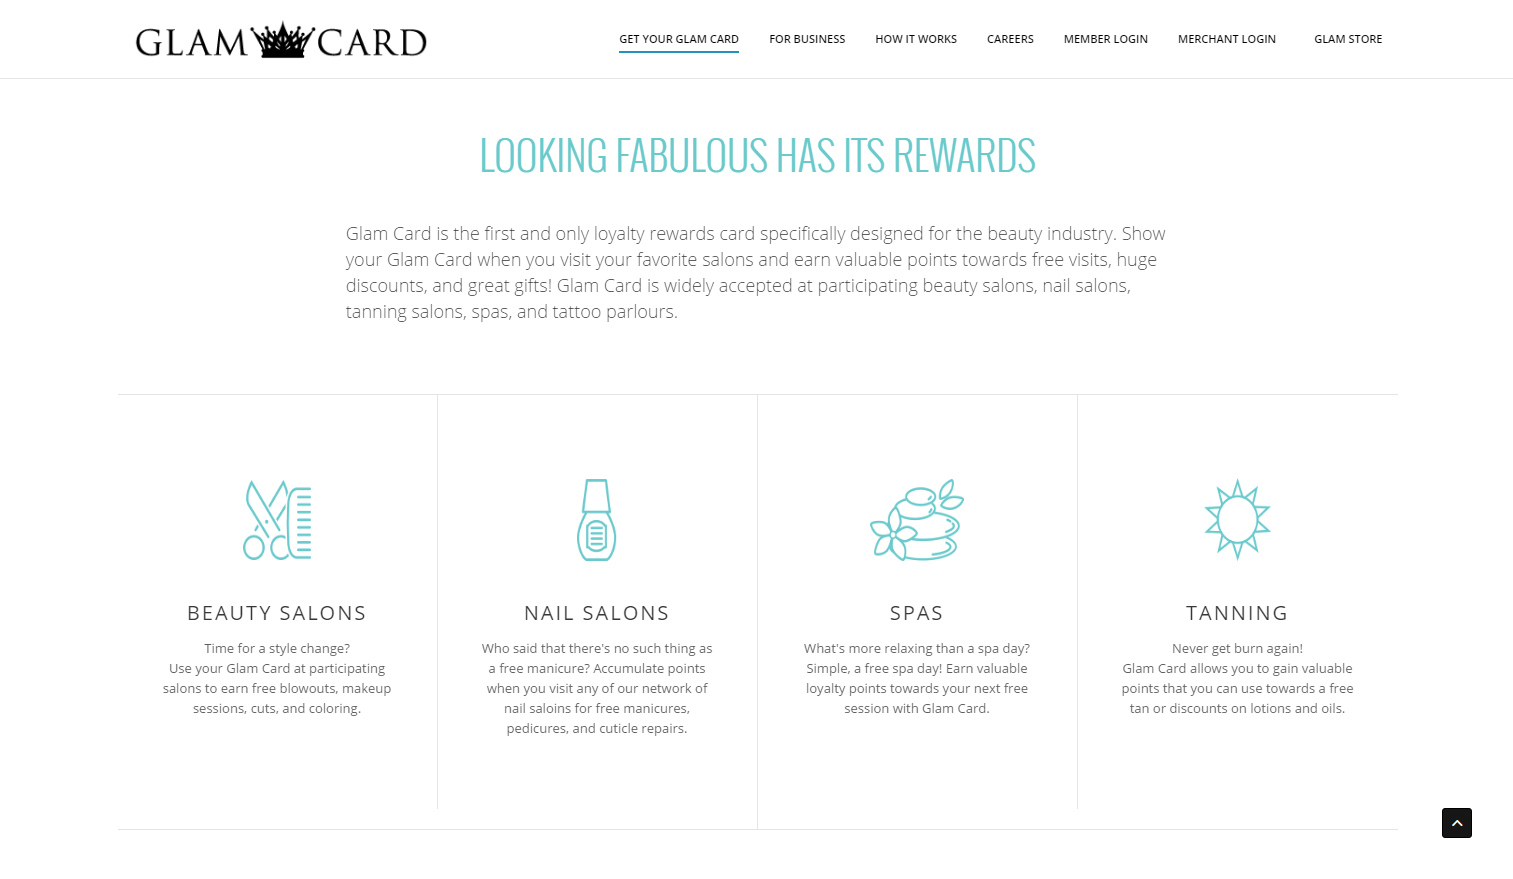 GLAM CARD
GET YOUR GLAM CARD
FOR BUSINESS
HOW IT WORKS
CAREERS
MEMBER LOGIN
MERCHANT LOGIN
GLAM STORE
LOOKING FABULOUS HAS ITS REWARDS
Glam Card is the first and only loyalty rewards card specifically designed for the beauty industry. Show
your Glam Card when you visit your favorite salons and earn valuable points towards free visits, huge
discounts, and great gifts! Glam Card is widely accepted at participating beauty salons, nail salons,
tanning salons, spas, and tattoo parlours.
BEAUTY SALONS
Time for a style change?
Use your Glam Card at participating
salons to earn free blowouts, makeup
sessions, cuts, and coloring.
NAIL SALONS
Who said that there's no such thing as
a free manicure? Accumulate points
when you visit any of our network of
nail saloins for free manicures,
pedicures, and cuticle repairs.
SPAS
What's more relaxing than a spa day?
Simple, a free spa day! Earn valuable
loyalty points towards your next free
session with Glam Card.
TANNING
Never get burn again!
Glam Card allows you to gain valuable
points that you can use towards a free
tan or discounts on lotions and oils.